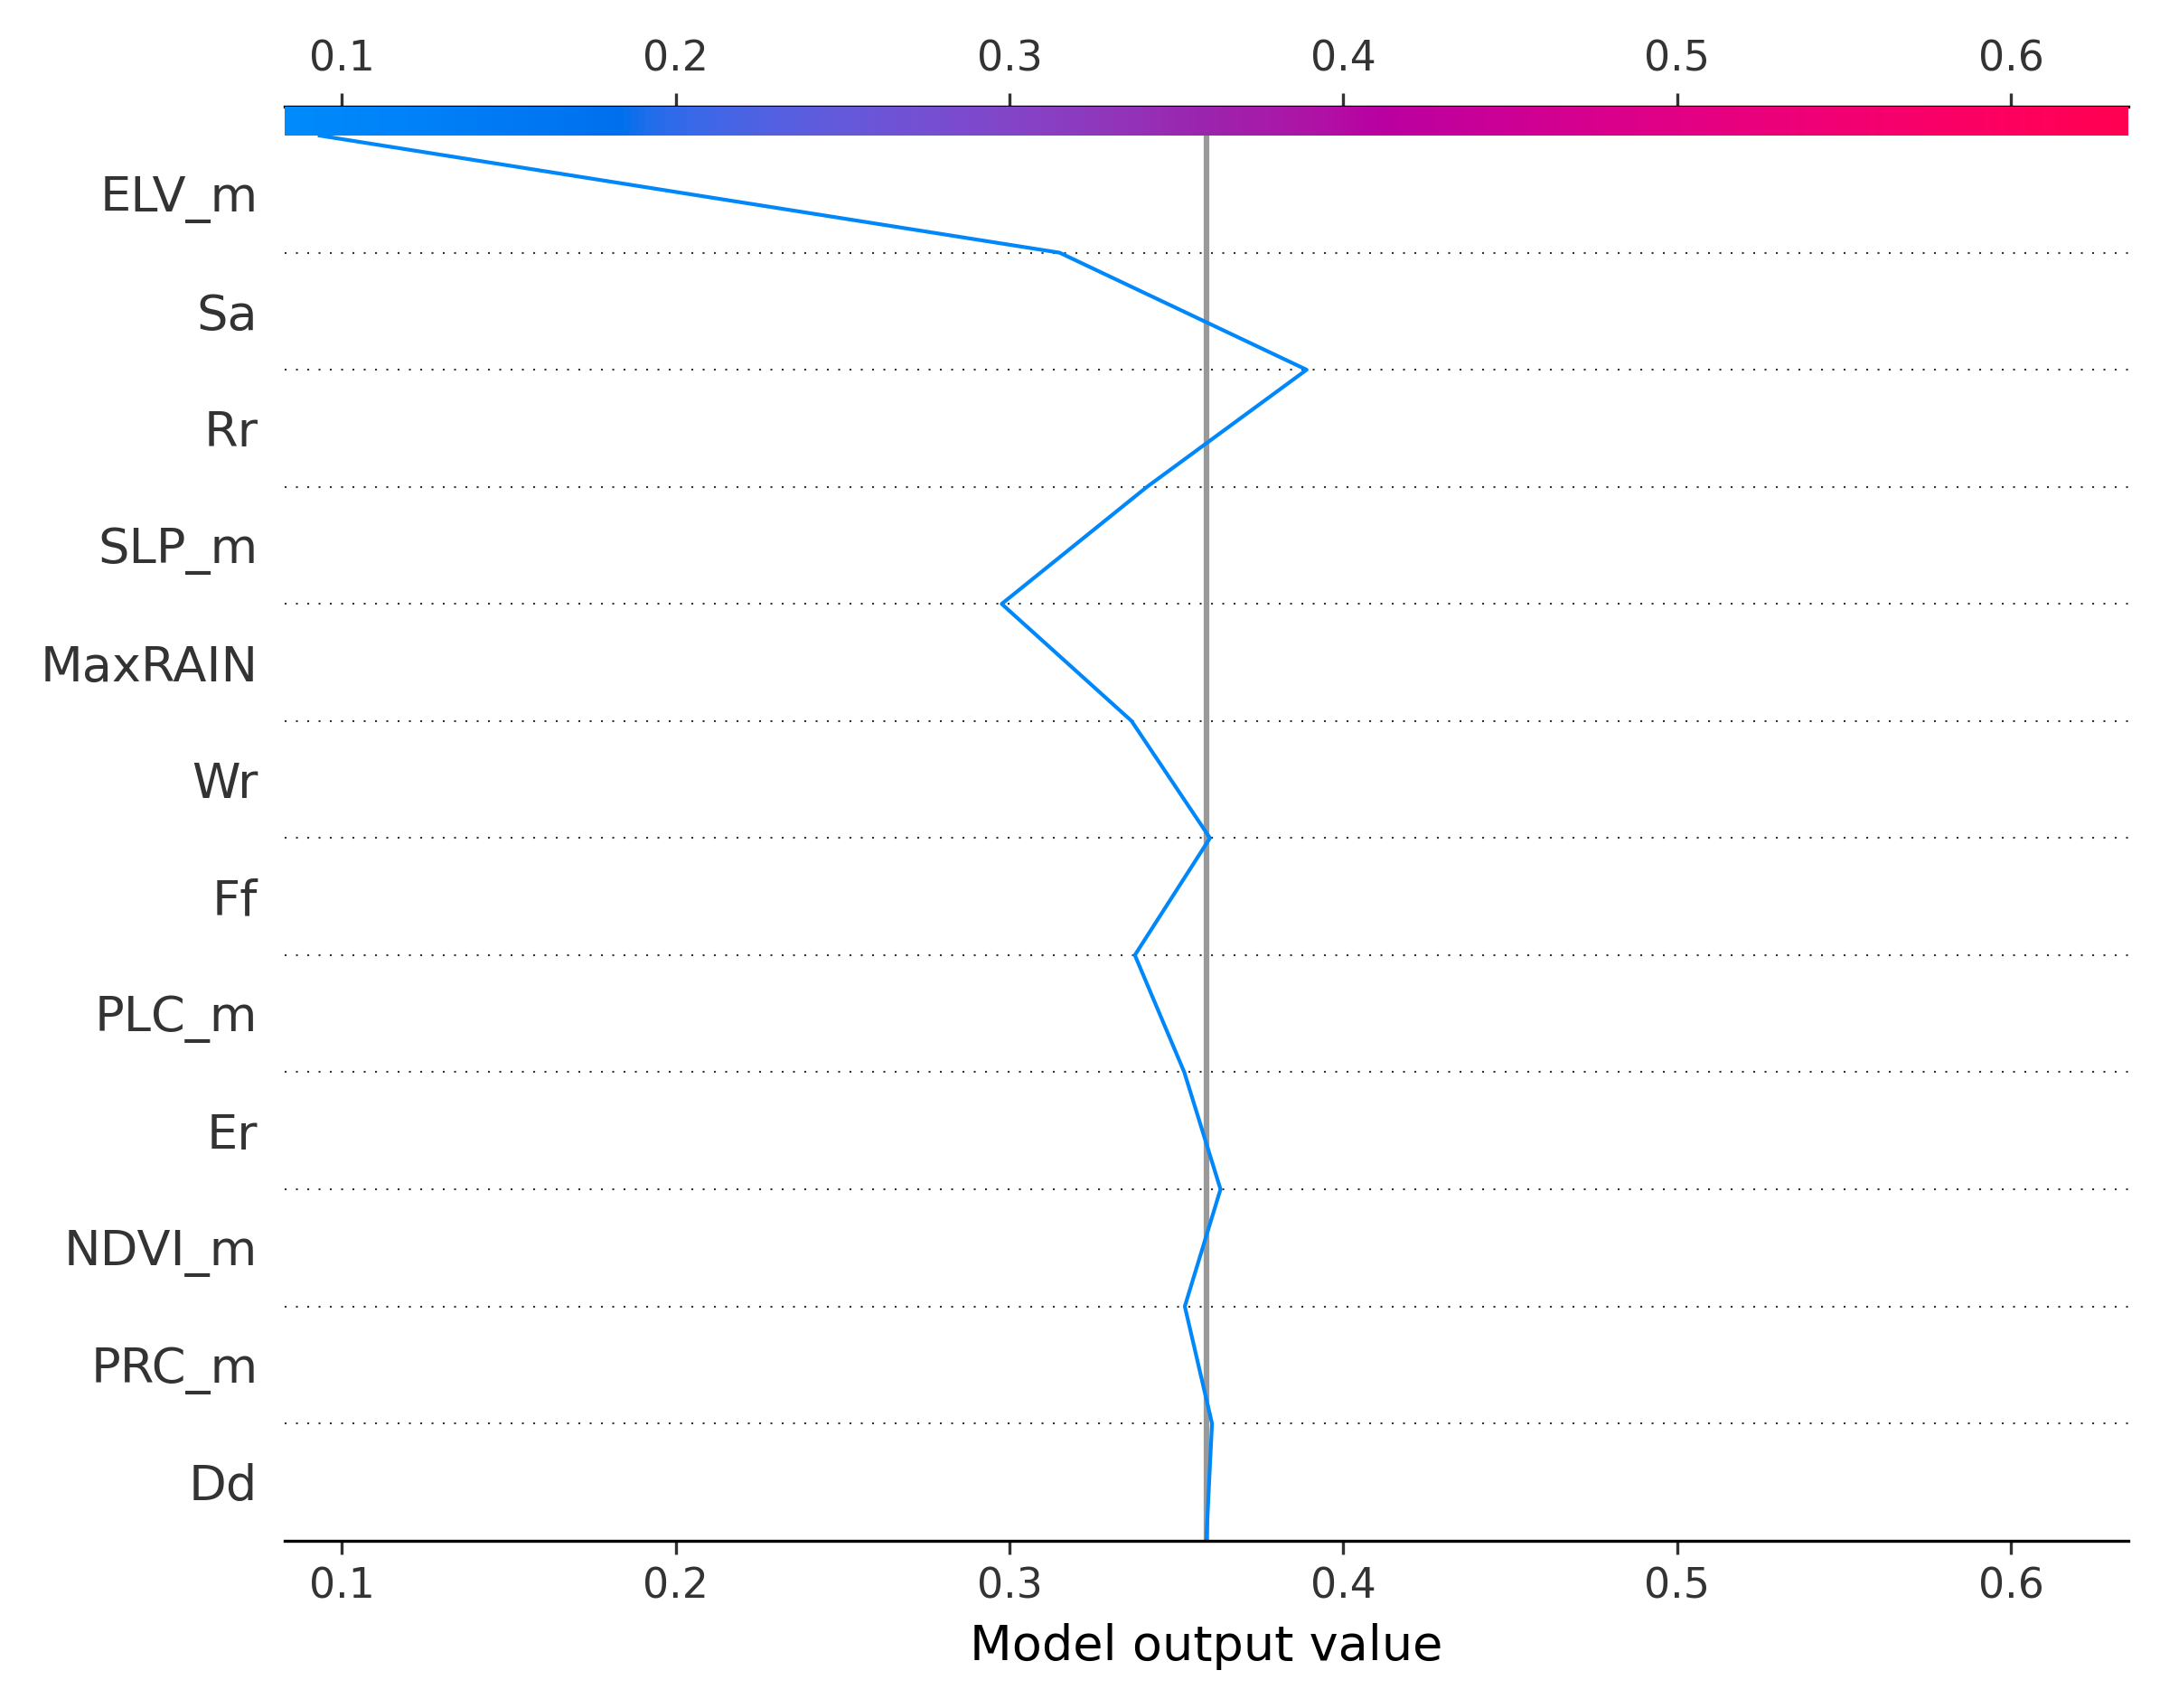 0.1 0.2 0.3 0.4 0.5 0.6
ELV_m
Sa
Rr
SLP_m
MaxRAIN
Wr
Ff
PLC_m
Er
NDVI_m
PRC_m
Dd
0.1 0.2 0.3 0.4 0.5 0.6
Model output value